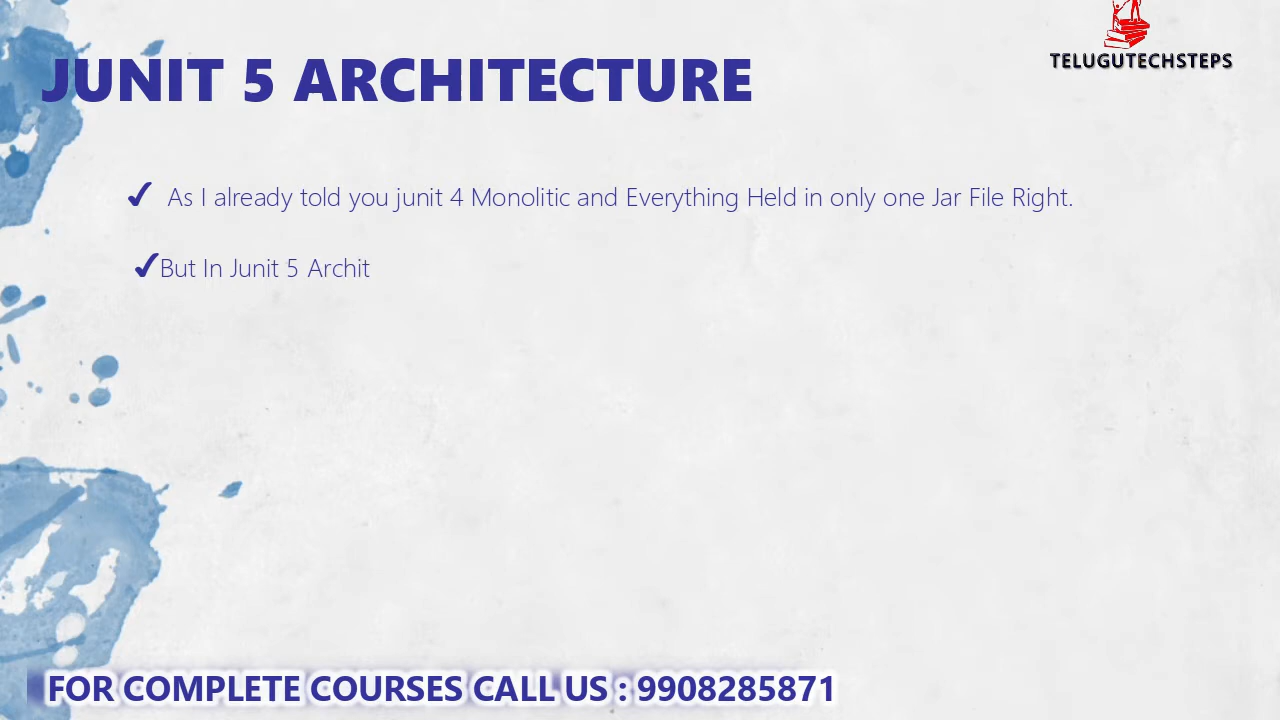 TELUGUTECHSTEPS
JUNIT 5 ARCHITECTURE
✔ As I already told you junit 4 Monolitic and Everything Held in only one Jar File Right.
✔But In Junit 5 Archit
FOR COMPLETE COURSES CALL US : 9908285871